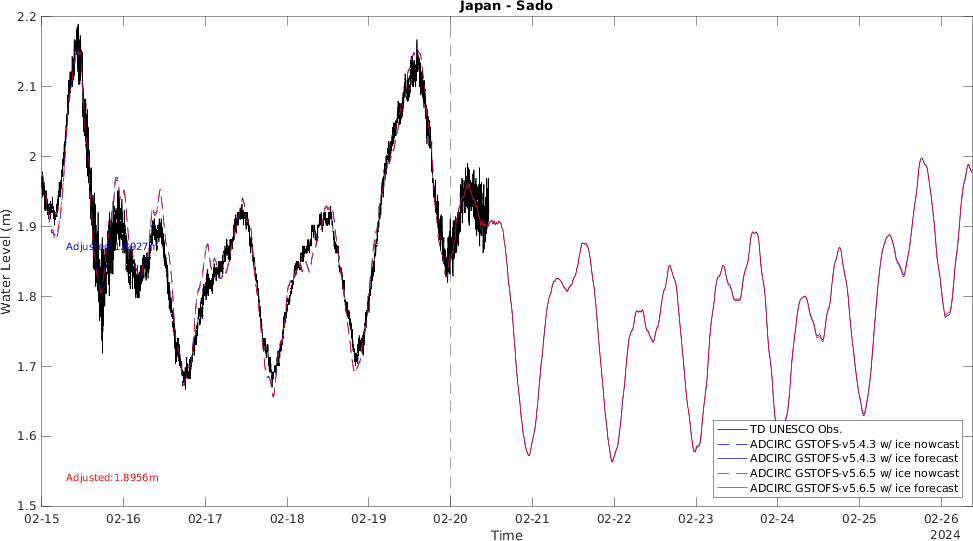 Japan - Sado
2.2
2.1
2
1.9
1.8
1.7
1.6
1.5
Water Level (m)
Adjusted:1.8956m
TD UNESCO Obs.
ADCIRC GSTOFS-v5.4.3 w/ ice nowcast
ADCIRC GSTOFS-v5.4.3 w/ ice forecast
ADCIRC GSTOFS-v5.6.5 w/ ice nowcast
ADCIRC GSTOFS-v5.6.5 w/ ice forecast
02-15 02-16 02-17 02-18 02-19 02-20 02-21 02-22 02-23 02-24 02-25 02-26
Time
2024